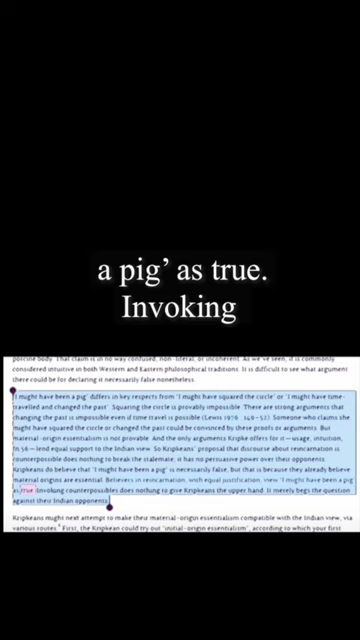 a pig’ as true.
Invoking
porcine body. That claim is in no way confused, non-literal, or incoherent. As we've seen, it is commonly
considered intuitive in both Western and Eastern philosophical traditions. It is difficult to see what argument
there could be for declaring it necessarily false nonetheless.
'I might have been a pig' differs in key respects from 'I might have squared the circle' or 'I might have time-
travelled and changed the past'. Squaring the circle is provably impossible. There are strong arguments that
changing the past is impossible even if time travel is possible (Lewis 1976: 149–52). Someone who claims she
might have squared the circle or changed the past could be convinced by these proofs or arguments. But
material-origin essentialism is not provable. And the only arguments Kripke offers for it—usage, intuition,
fn.56—lend equal support to the Indian view. So Kripkeans' proposal that discourse about reincarnation is
counterpossible does nothing to break the stalemate; it has no persuasive power over their opponents.
Kripkeans do believe that 'I might have been a pig' is necessarily false, but that is because they already believe
material origins are essential. Believers in reincarnation, with equal justification, view 'I might have been a pig'
as true. Invoking counterpossibles does nothing to give Kripkeans the upper hand. It merely begs the question
against their Indian opponents.
Kripkeans might next attempt to make their material-origin essentialism compatible with the Indian view, via
various routes. First, the Kripkean could try out 'initial-origin essentialism', according to which your first